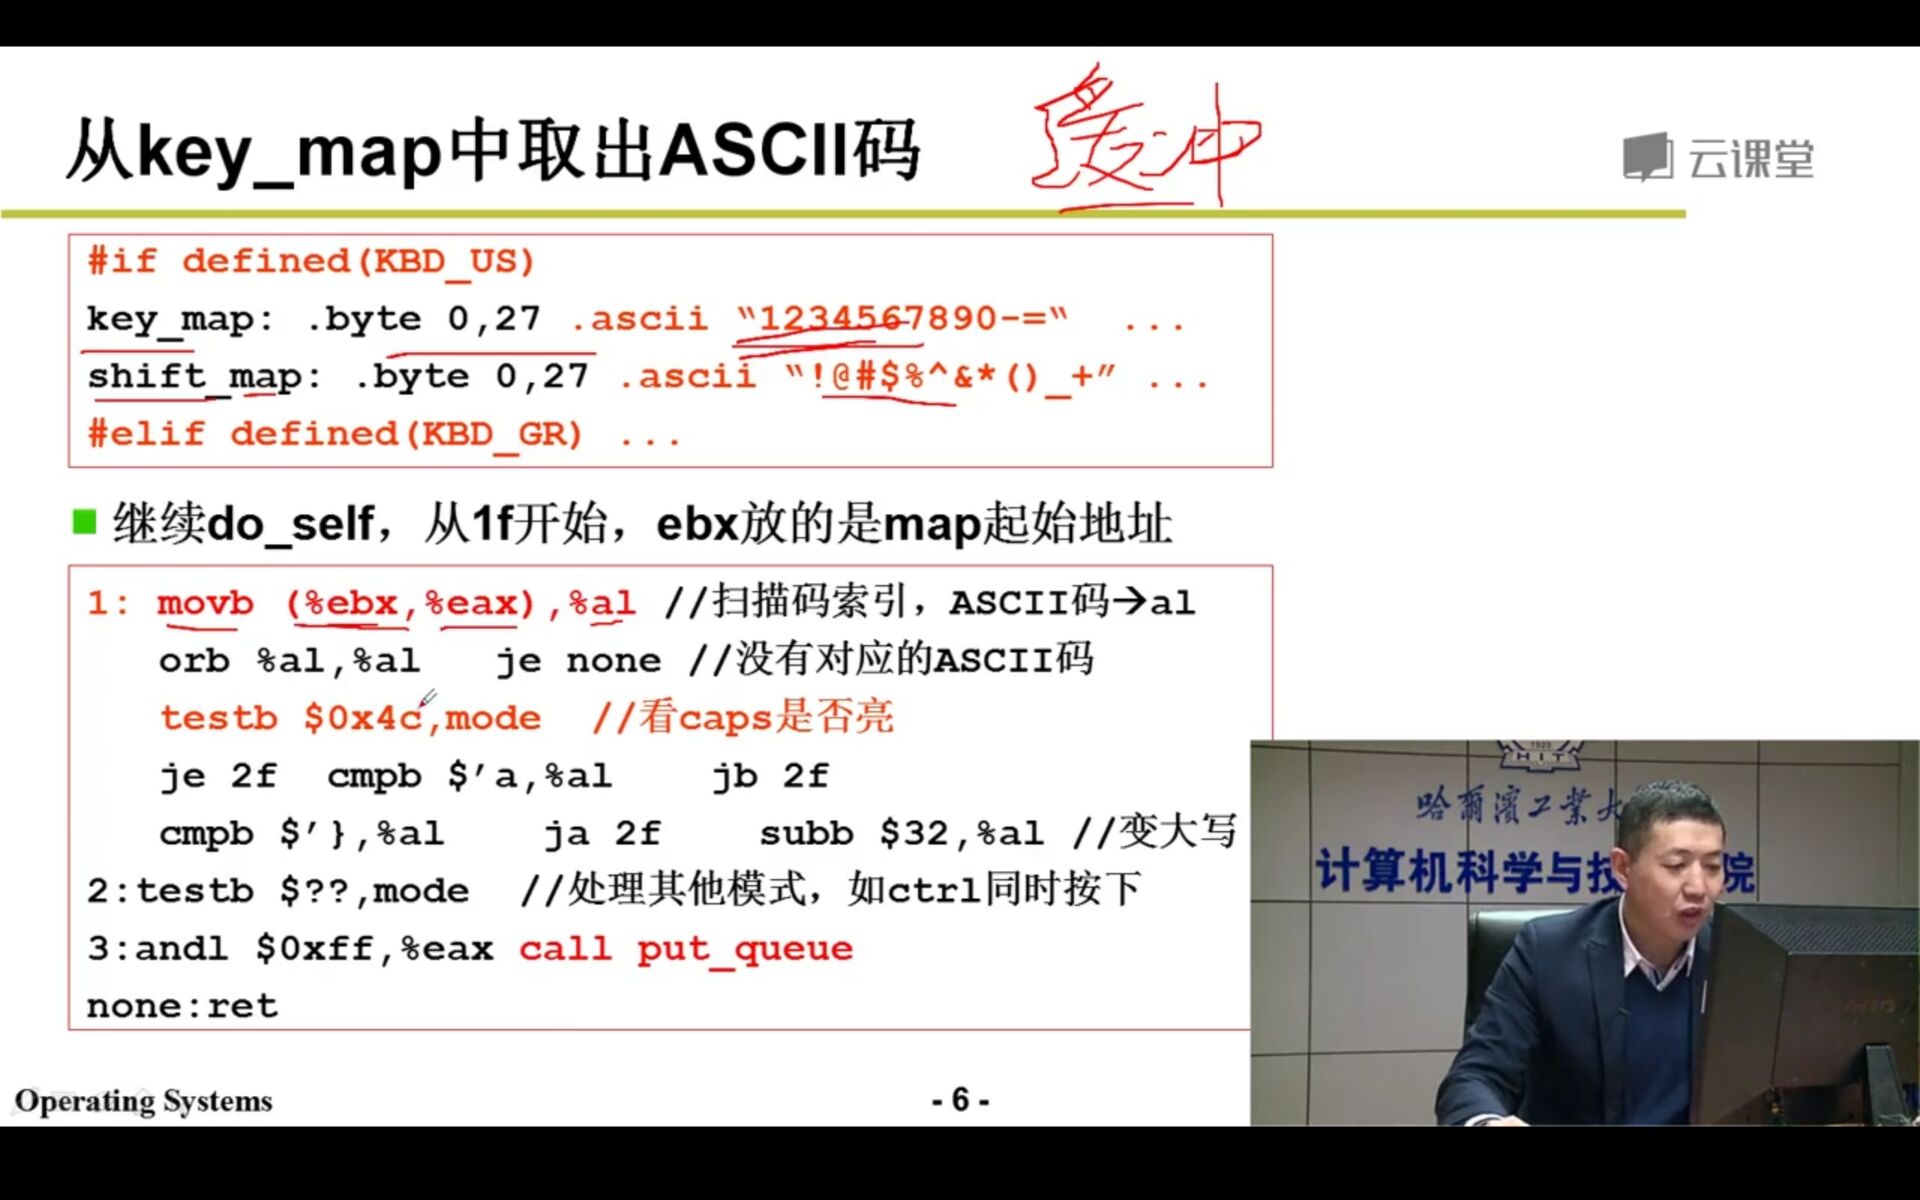 从key_map中取出ASCII码
缓冲
云课堂
#if defined(KBD_US)
key_map: .byte 0,27 .ascii “1234567890-=“ ...
shift_map: .byte 0,27 .ascii “!@#$%^&*()_+” ...
#elif defined(KBD_GR) ...
继续do_self，从1f开始，ebx放的是map起始地址
1: movb (%ebx,%eax),%al //扫描码索引，ASCII码→al
orb %al,%al je none //没有对应的ASCII码
testb $0x4c,mode //看caps是否亮
je 2f cmpb $’a,%al jb 2f
cmpb $’},%al ja 2f subb $32,%al //变大写
2:testb $??,mode //处理其他模式，如ctrl同时按下
3:andl $0xff,%eax call put_queue
none:ret
1920
HIT
哈爾濱工業大
计算机科学与技 院
Operating Systems
- 6 -